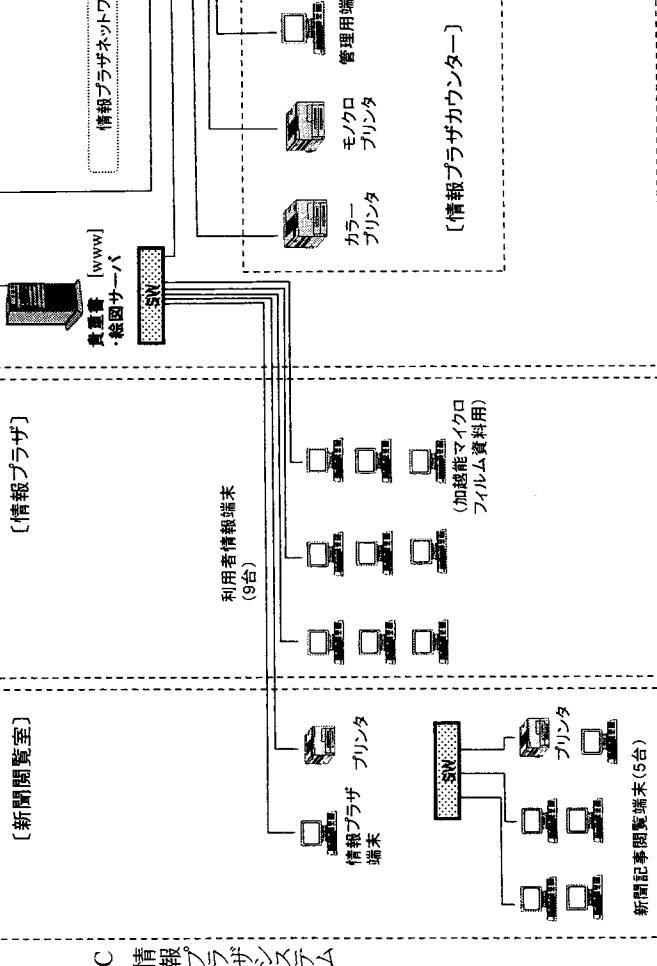 C 情報プラザシステム
[新聞閲覧室]
情報プラザ
端末
プリンタ
SW
プリンタ
新聞記事閲覧端末(5台)
[情報プラザ]
利用者情報端末
(9台)
(加越能マイクロ
フィルム資料用)
貴重書 [www]
・絵図サーバ
SW
情報プラザネットワ
カラー
プリンタ
モノクロ
プリンタ
管理用端
[情報プラザカウンター]